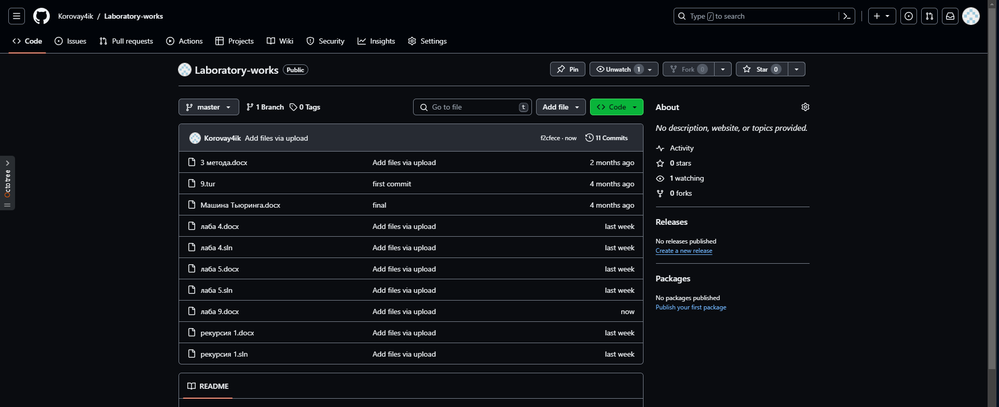 Korovay4ik / Laboratory-works
Type / to search
Code Issues Pull requests Actions Projects Wiki Security Insights Settings
Laboratory-works Public
Pin Unwatch 1 Fork 0 Star 0
master 1 Branch 0 Tags Go to file t Add file Code
Korovay4ik Add files via upload f2cfece · now 11 Commits
3 метода.docx Add files via upload 2 months ago
9.tur first commit 4 months ago
Машина Тьюринга.docx final 4 months ago
лаба 4.docx Add files via upload last week
лаба 4.sln Add files via upload last week
лаба 5.docx Add files via upload last week
лаба 5.sln Add files via upload last week
лаба 9.docx Add files via upload now
рекурсия 1.docx Add files via upload last week
рекурсия 1.sln Add files via upload last week
README
About
No description, website, or topics provided.
Activity
0 stars
1 watching
0 forks
Releases
No releases published
Create a new release
Packages
No packages published
Publish your first package
Octotree